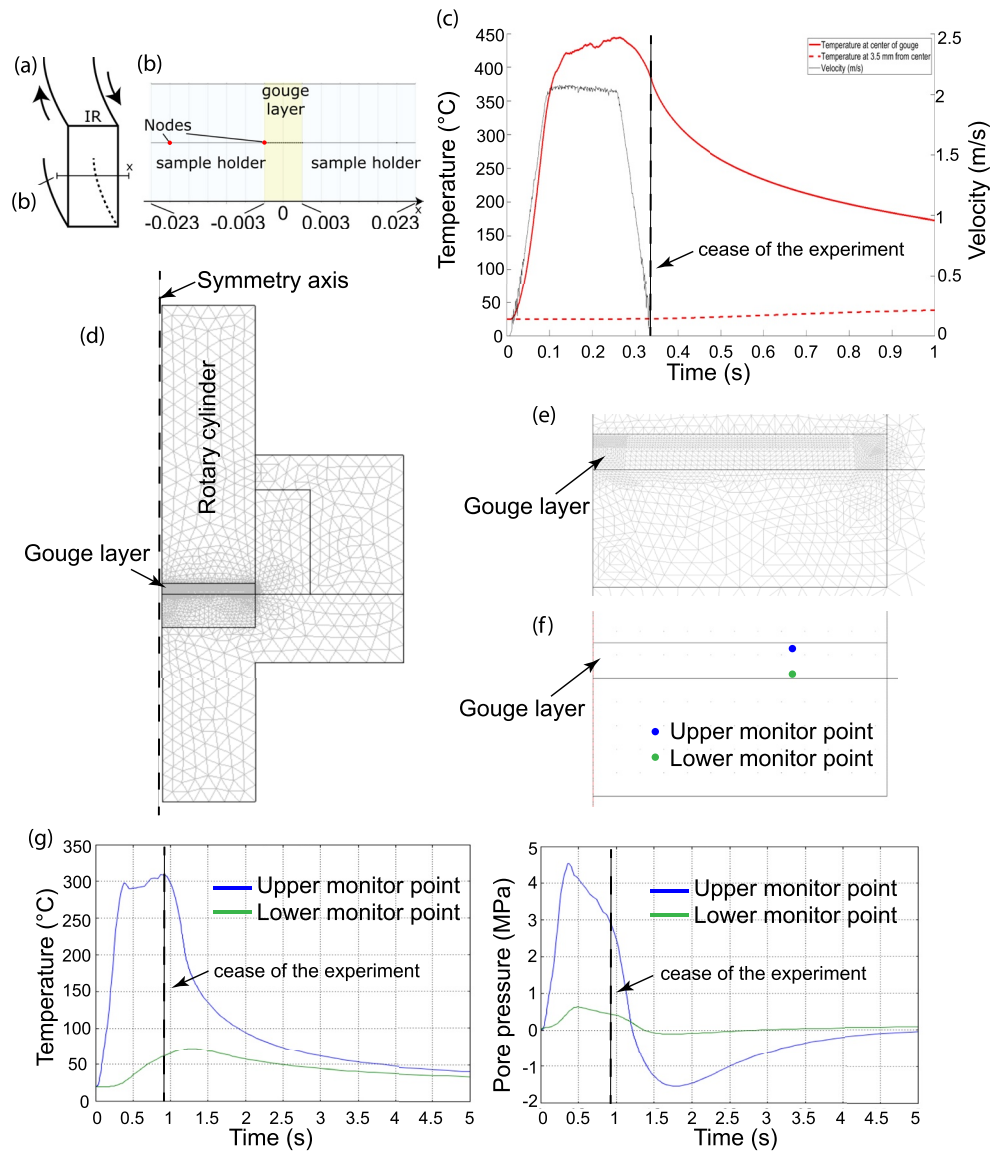 (a)
IR
x
(b)
(b)
gouge
layer
Nodes
sample holder
sample holder
-0.023
-0.003
0
0.003
0.023
x
(c)
450
400
350
300
250
200
150
100
50
0
Temperature (°C)
2.5
2
1.5
1
0.5
0
Velocity (m/s)
Temperature at center of gouge
Temperature at 3.5 mm from center
Velocity (m/s)
cease of the experiment
0 0.1 0.2 0.3 0.4 0.5 0.6 0.7 0.8 0.9 1
Time (s)
(d)
Symmetry axis
Rotary cylinder
Gouge layer
(e)
Gouge layer
(f)
Gouge layer
Upper monitor point
Lower monitor point
(g)
350
300
250
200
150
100
50
0
Temperature (°C)
Upper monitor point
Lower monitor point
cease of the experiment
0 0.5 1 1.5 2 2.5 3 3.5 4 4.5 5
Time (s)
5
4
3
2
1
0
-1
-2
Pore pressure (MPa)
Upper monitor point
Lower monitor point
cease of the experiment
0 0.5 1 1.5 2 2.5 3 3.5 4 4.5 5
Time (s)